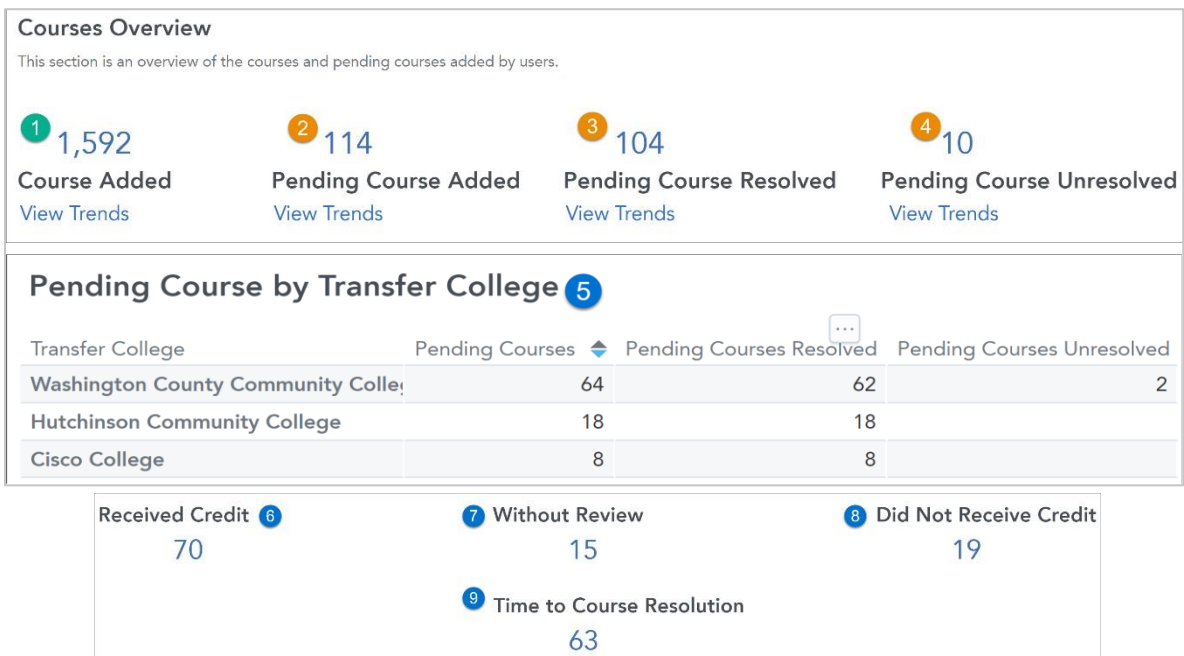 Courses Overview
This section is an overview of the courses and pending courses added by users.
1 1,592 2 114 3 104 4 10
Course Added Pending Course Added Pending Course Resolved Pending Course Unresolved
View Trends View Trends View Trends View Trends
Pending Course by Transfer College 5
...
Transfer College Pending Courses Pending Courses Resolved Pending Courses Unresolved
Washington County Community Colle 64 62 2
Hutchinson Community College 18 18
Cisco College 8 8
Received Credit 6 7 Without Review 8 Did Not Receive Credit
70 15 19
9 Time to Course Resolution
63